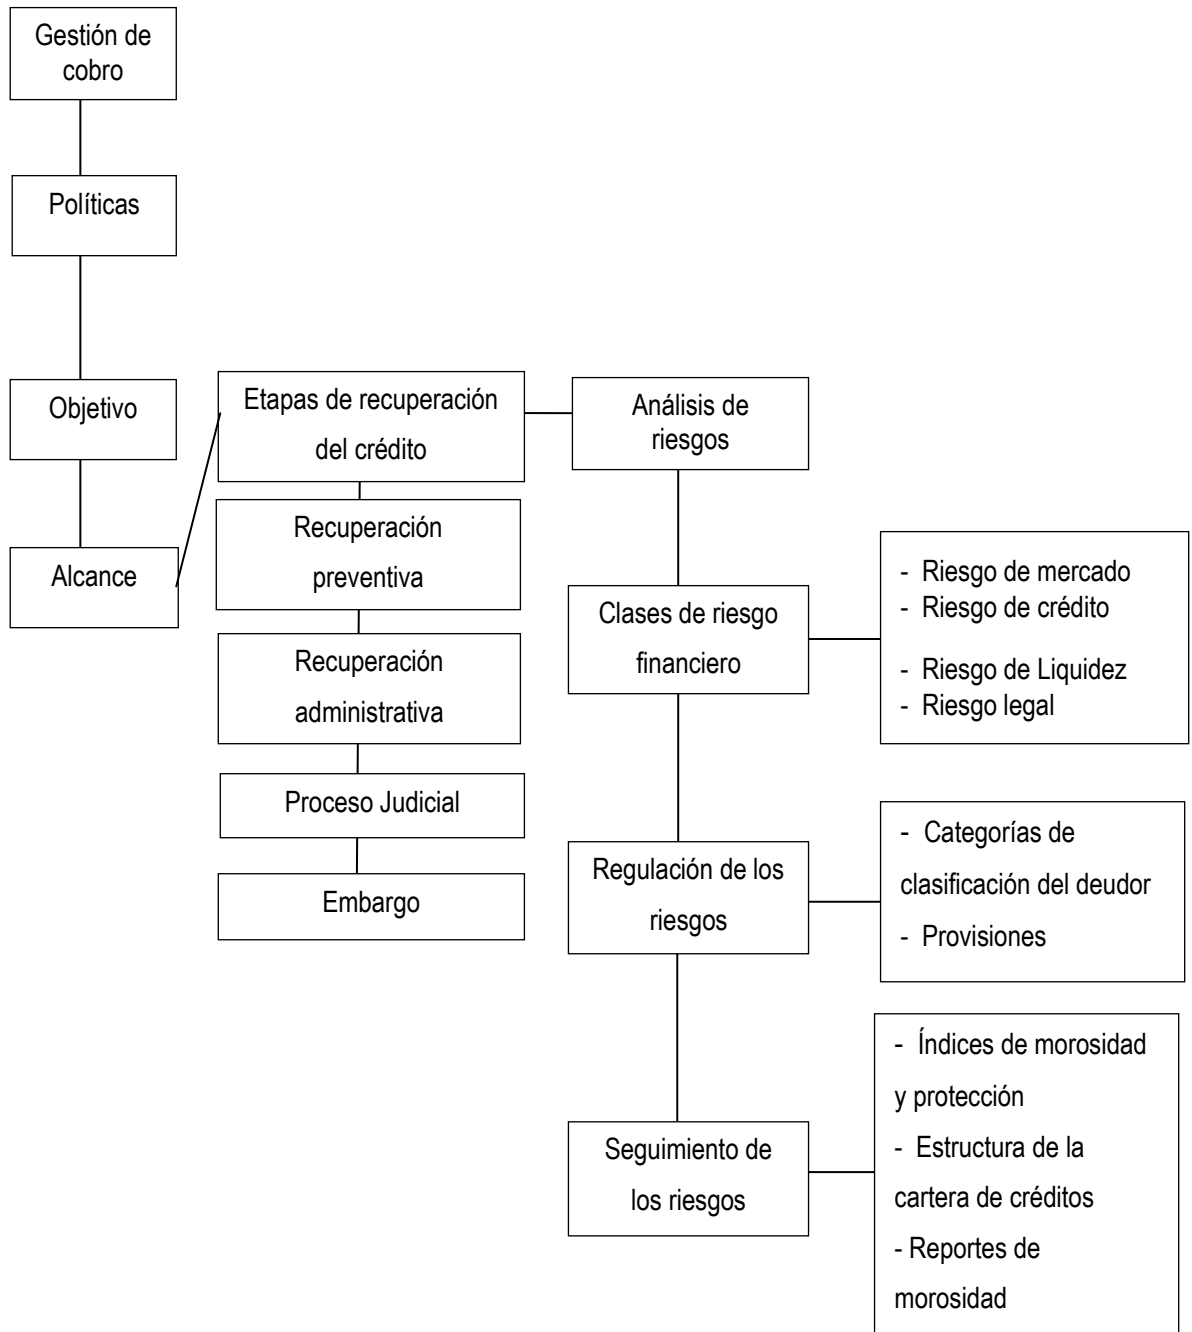 Gestión de
cobro
Políticas
Objetivo
Alcance
Etapas de recuperación
del crédito
Recuperación
preventiva
Recuperación
administrativa
Proceso Judicial
Embargo
Análisis de
riesgos
Clases de riesgo
financiero
- Riesgo de mercado
- Riesgo de crédito
- Riesgo de Liquidez
- Riesgo legal
Regulación de los
riesgos
- Categorías de
clasificación del deudor
- Provisiones
Seguimiento de
los riesgos
- Índices de morosidad
y protección
- Estructura de la
cartera de créditos
- Reportes de
morosidad